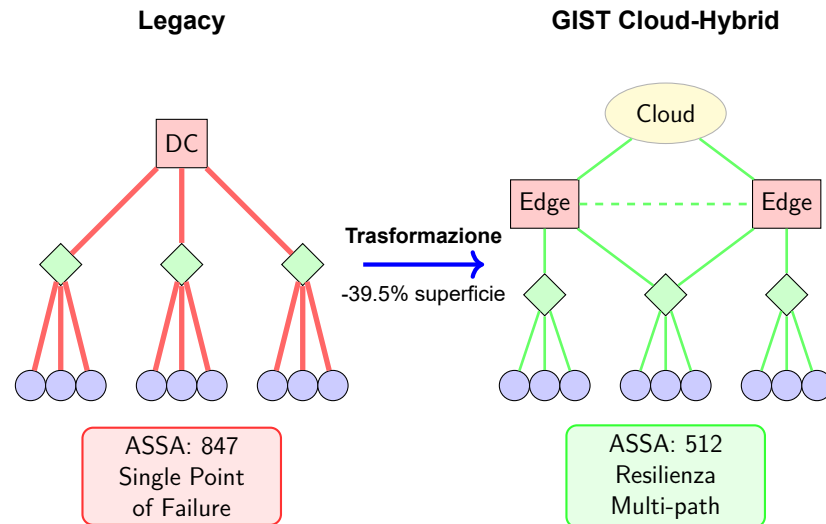 Legacy
GIST Cloud-Hybrid
DC
Cloud
Edge
Edge
Trasformazione
-39.5% superficie
ASSA: 847
Single Point
of Failure
ASSA: 512
Resilienza
Multi-path